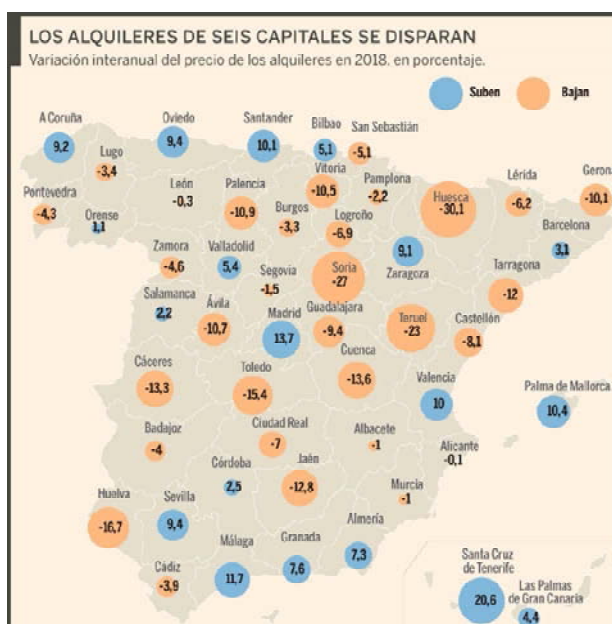 LOS ALQUILERES DE SEIS CAPITALES SE DISPARAN
Variación interanual del precio de los alquileres en 2018. en porcentaje.
Suben
Bajan
A Coruña
9,2
Lugo
-3,4
Oviedo
9,4
Santander
10,1
Bilbao
5,1
San Sebastián
-5,1
Pontevedra
-4,3
Orense
1,1
León
-0,3
Palencia
-10,9
Burgos
-3,3
Vitoria
-10,5
Pamplona
-2,2
Logroño
-6,9
Huesca
-30,1
Lérida
-6,2
Gerona
-10,1
Barcelona
3,1
Tarragona
-12
Zamora
-4,6
Valladolid
5,4
Segovia
-1,5
Soria
-27
9,1
Zaragoza
Salamanca
2,2
Ávila
-10,7
Madrid
13,7
Guadalajara
-9,4
Teruel
-23
Castellón
-8,1
Cáceres
-13,3
Toledo
-15,4
Cuenca
-13,6
Valencia
10
Palma de Mallorca
10,4
Badajoz
-4
Ciudad Real
-7
Albacete
-1
Alicante
-0,1
Córdoba
2,5
Jaén
-12,8
Murcia
-1
Huelva
-16,7
Sevilla
9,4
Cádiz
-3,9
Málaga
11,7
Granada
7,6
Almería
7,3
Santa Cruz
de Tenerife
20,6
Las Palmas
de Gran Canaria
4,4